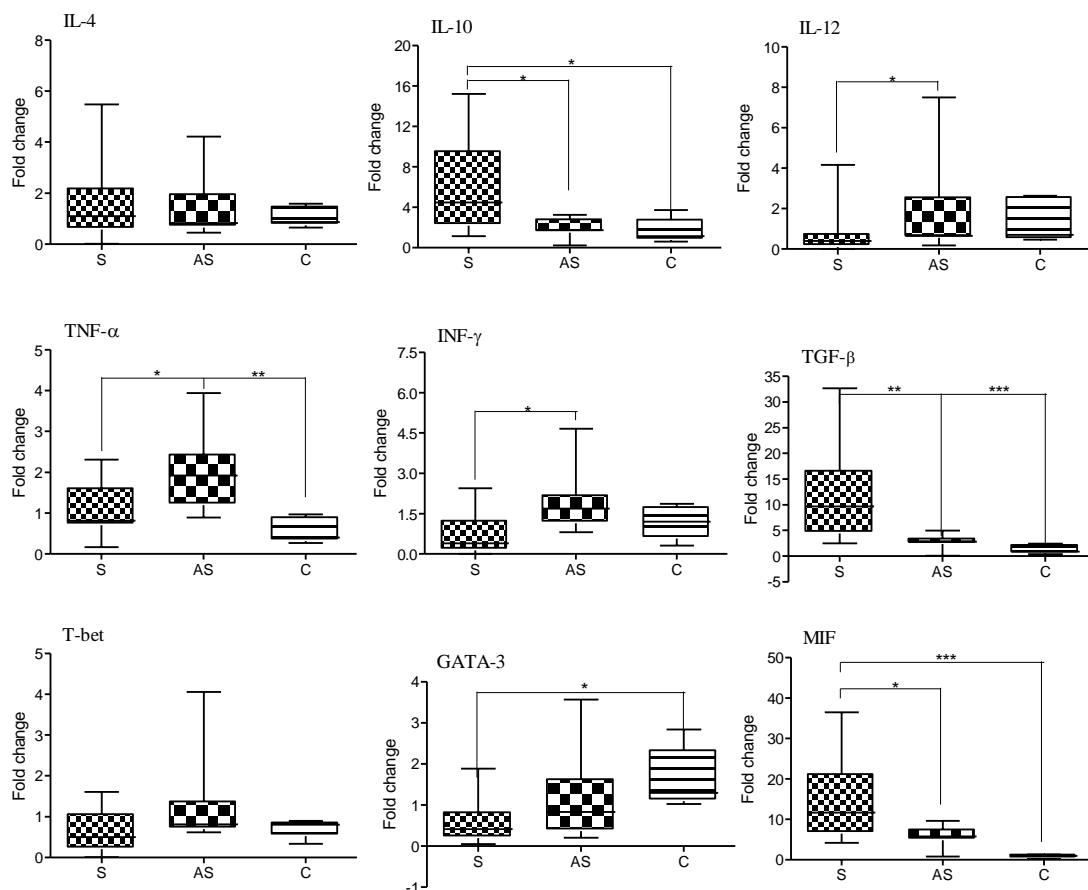 IL-4
Fold change
8
6
4
2
0
S AS C
IL-10
Fold change
20
16
12
8
4
0
*
*
S AS C
IL-12
Fold change
10
8
6
4
2
0
*
S AS C
TNF-α
Fold change
5
4
3
2
1
0
* **
S AS C
INF-γ
Fold change
7.5
6.0
4.5
3.0
1.5
0.0
*
S AS C
TGF-β
Fold change
35
30
25
20
15
10
5
0
-5
** ***
S AS C
T-bet
Fold change
5
4
3
2
1
0
S AS C
GATA-3
Fold change
4
3
2
1
0
-1
*
S AS C
MIF
Fold change
50
40
30
20
10
0
***
*
S AS C